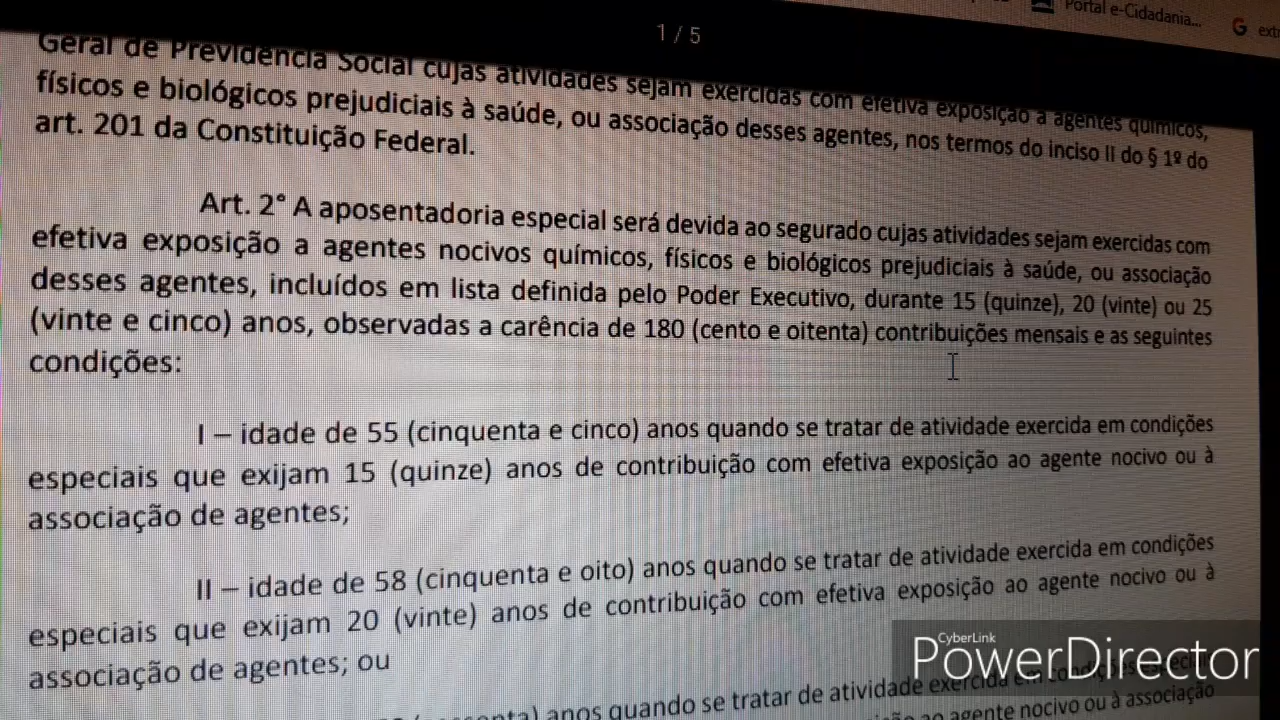 Portal e-Cidadania...
G extr
1 / 5
Geral de Previdência Social cujas atividades sejam exercidas com efetiva exposição a agentes químicos,
físicos e biológicos prejudiciais à saúde, ou associação desses agentes, nos termos do inciso II do § 1º do
art. 201 da Constituição Federal.
Art. 2° A aposentadoria especial será devida ao segurado cujas atividades sejam exercidas com
efetiva exposição a agentes nocivos químicos, físicos e biológicos prejudiciais à saúde, ou associação
desses agentes, incluídos em lista definida pelo Poder Executivo, durante 15 (quinze), 20 (vinte) ou 25
(vinte e cinco) anos, observadas a carência de 180 (cento e oitenta) contribuições mensais e as seguintes
condições:
I – idade de 55 (cinquenta e cinco) anos quando se tratar de atividade exercida em condições
especiais que exijam 15 (quinze) anos de contribuição com efetiva exposição ao agente nocivo ou à
associação de agentes;
II – idade de 58 (cinquenta e oito) anos quando se tratar de atividade exercida em condições
especiais que exijam 20 (vinte) anos de contribuição com efetiva exposição ao agente nocivo ou à
associação de agentes; ou
anos quando se tratar de atividade exercida em condições
ao agente nocivo ou à associação
CyberLink
PowerDirector